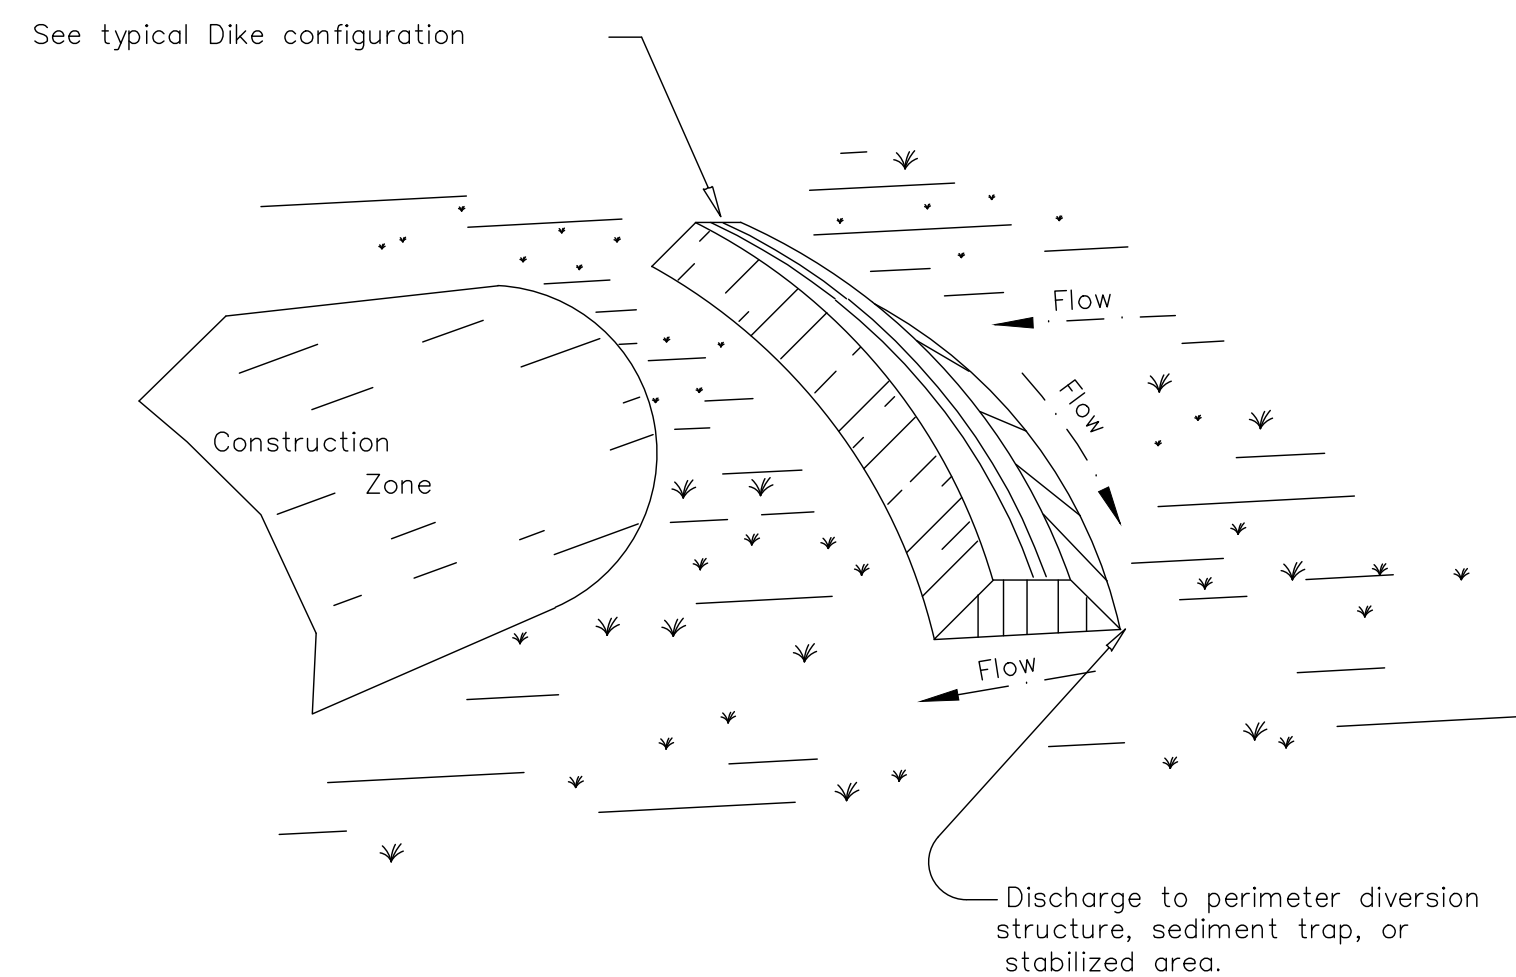 See typical Dike configuration
Flow
Flow
Construction
Zone
Flow
Discharge to perimeter diversion
structure, sediment trap, or
stabilized area.